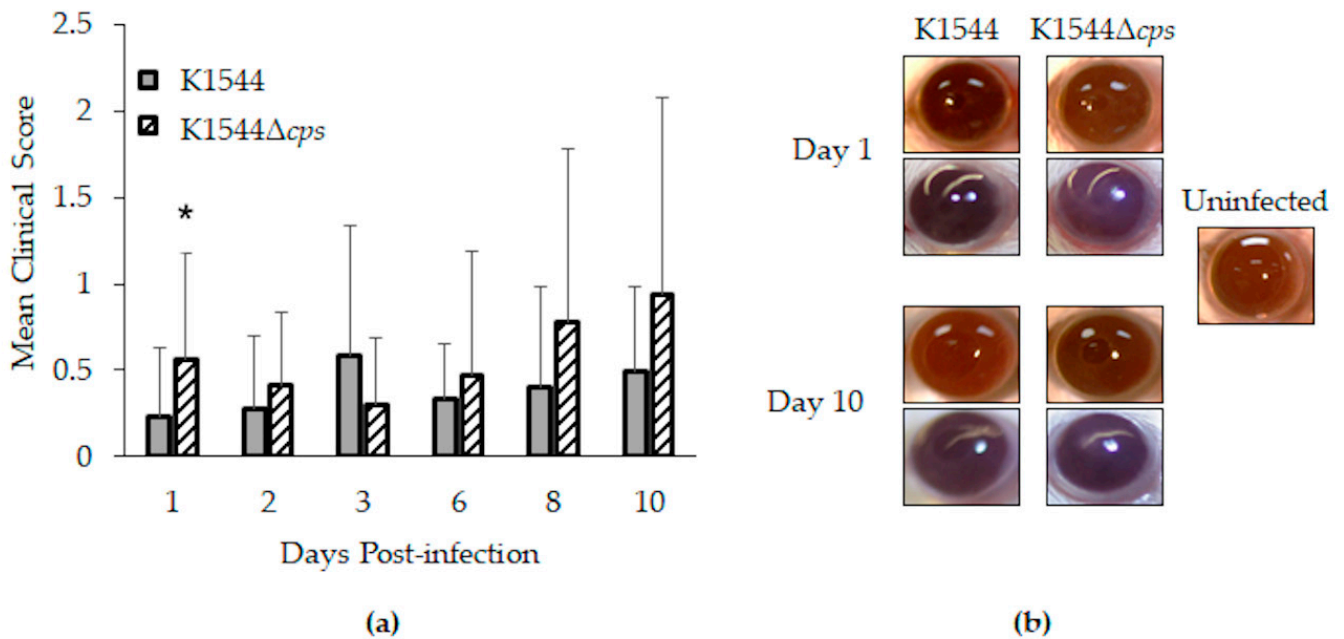 2.5
2
1.5
1
0.5
0
Mean Clinical Score
K1544
K1544Δcps
*
1 2 3 6 8 10
Days Post-infection
(a)
K1544 K1544Δcps
Day 1
Uninfected
Day 10
(b)